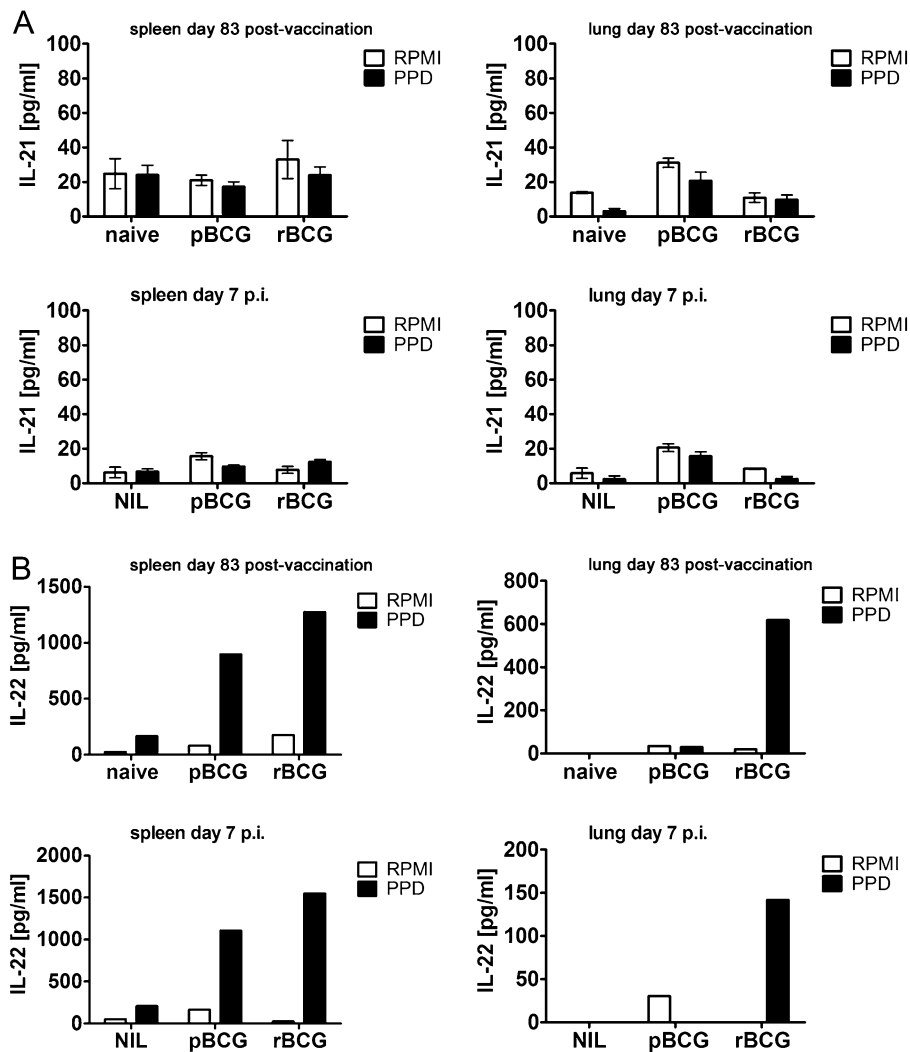 A
spleen day 83 post-vaccination
IL-21 [pg/ml]
100
80
60
40
20
0
naive pBCG rBCG
RPMI
PPD
lung day 83 post-vaccination
IL-21 [pg/ml]
100
80
60
40
20
0
naive pBCG rBCG
RPMI
PPD
spleen day 7 p.i.
IL-21 [pg/ml]
100
80
60
40
20
0
NIL pBCG rBCG
RPMI
PPD
lung day 7 p.i.
IL-21 [pg/ml]
100
80
60
40
20
0
NIL pBCG rBCG
RPMI
PPD
B
spleen day 83 post-vaccination
IL-22 [pg/ml]
1500
1000
500
0
naive pBCG rBCG
RPMI
PPD
lung day 83 post-vaccination
IL-22 [pg/ml]
800
600
400
200
0
naive pBCG rBCG
RPMI
PPD
spleen day 7 p.i.
IL-22 [pg/ml]
2000
1500
1000
500
0
NIL pBCG rBCG
RPMI
PPD
lung day 7 p.i.
IL-22 [pg/ml]
200
150
100
50
0
NIL pBCG rBCG
RPMI
PPD